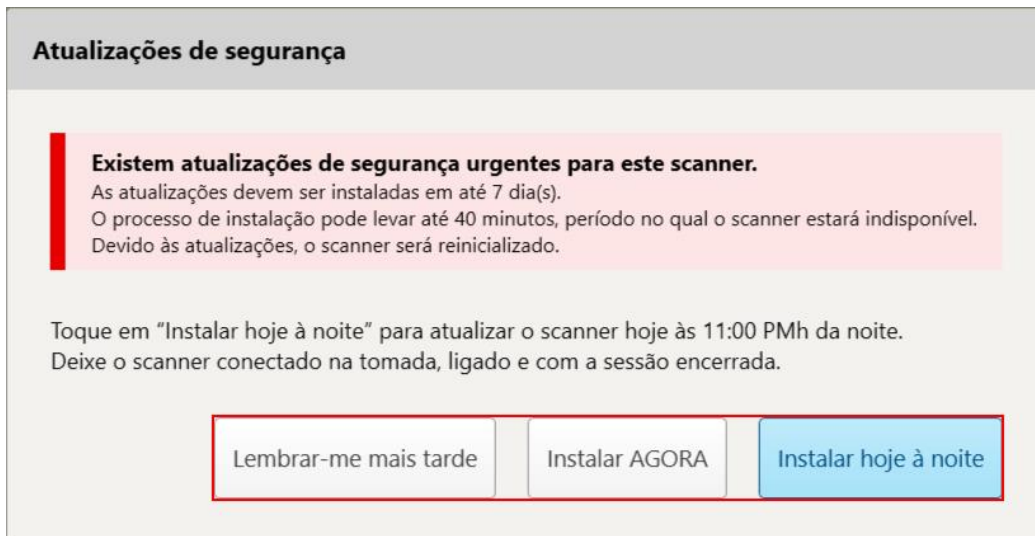 Atualizações de segurança
Existem atualizações de segurança urgentes para este scanner.
As atualizações devem ser instaladas em até 7 dia(s).
O processo de instalação pode levar até 40 minutos, período no qual o scanner estará indisponível.
Devido às atualizações, o scanner será reinicializado.
Toque em “Instalar hoje à noite” para atualizar o scanner hoje às 11:00 PMh da noite.
Deixe o scanner conectado na tomada, ligado e com a sessão encerrada.
Lembrar-me mais tarde Instalar AGORA Instalar hoje à noite